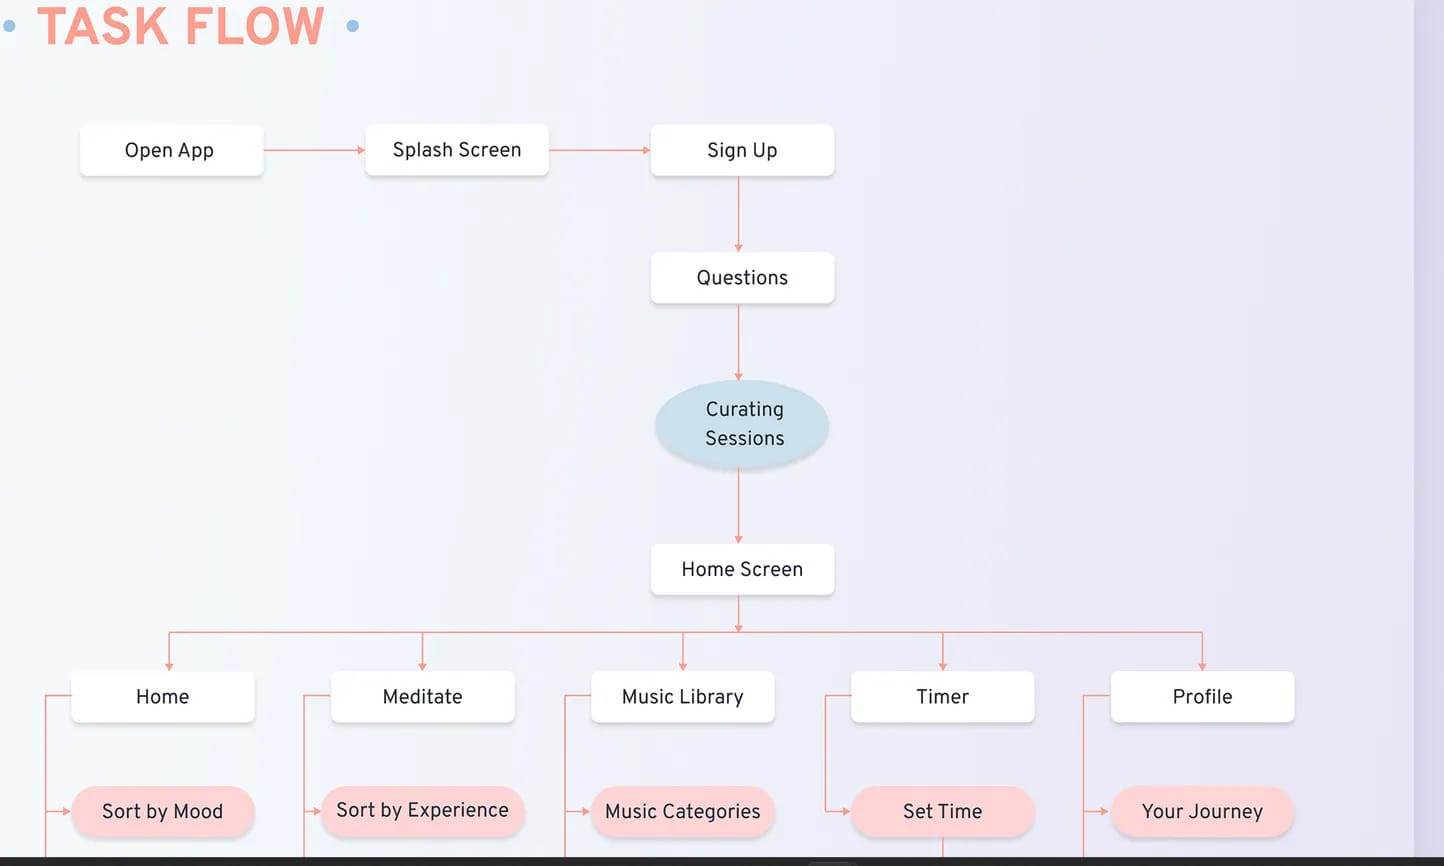 TASK FLOW
Open App
Splash Screen
Sign Up
Questions
Curating
Sessions
Home Screen
Home
Meditate
Music Library
Timer
Profile
Sort by Mood
Sort by Experience
Music Categories
Set Time
Your Journey